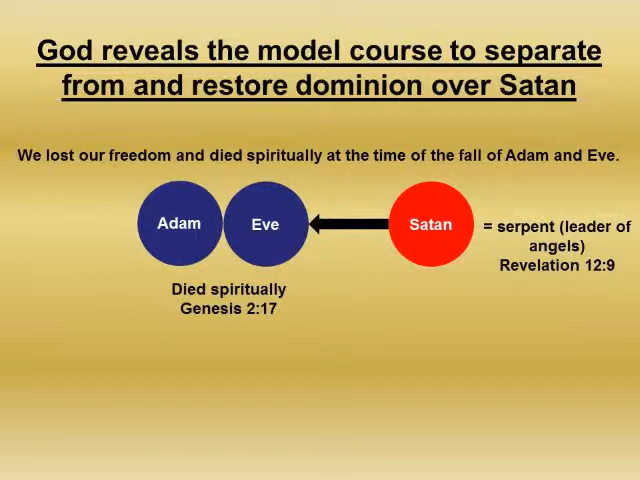 God reveals the model course to separate
from and restore dominion over Satan
We lost our freedom and died spiritually at the time of the fall of Adam and Eve.
Adam
Eve
Satan
= serpent (leader of
angels)
Revelation 12:9
Died spiritually
Genesis 2:17